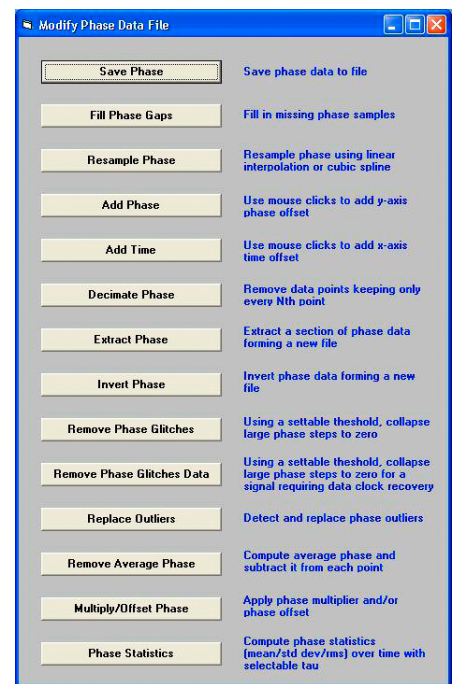 Modify Phase Data File
Save Phase
Save phase data to file
Fill Phase Gaps
Fill in missing phase samples
Resample Phase
Resample phase using linear
interpolation or cubic spline
Add Phase
Use mouse clicks to add y-axis
phase offset
Add Time
Use mouse clicks to add x-axis
time offset
Decimate Phase
Remove data points keeping only
every Nth point
Extract Phase
Extract a section of phase data
forming a new file
Invert Phase
Invert phase data forming a new
file
Remove Phase Glitches
Using a settable theshold, collapse
large phase steps to zero
Remove Phase Glitches Data
Using a settable theshold, collapse
large phase steps to zero for a
signal requiring data clock recovery
Replace Outliers
Detect and replace phase outliers
Remove Average Phase
Compute average phase and
subtract it from each point
Multiply/Offset Phase
Apply phase multiplier and/or
phase offset
Phase Statistics
Compute phase statistics
(mean/std dev/rms) over time with
selectable tau